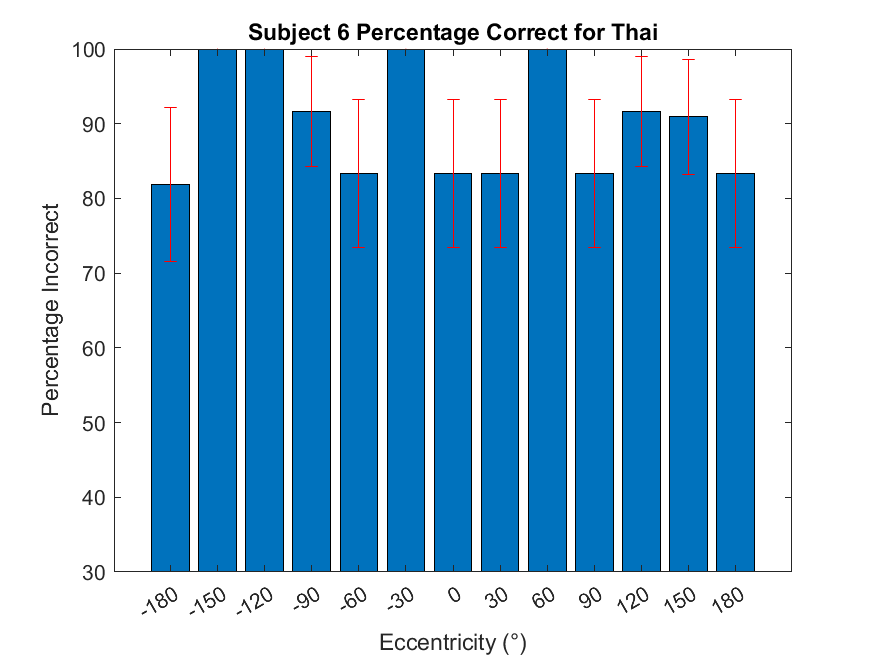 Subject 6 Percentage Correct for Thai
100
90
80
70
60
50
40
30
Percentage Incorrect
-180 -150 -120 -90 -60 -30 0 30 60 90 120 150 180
Eccentricity (°)